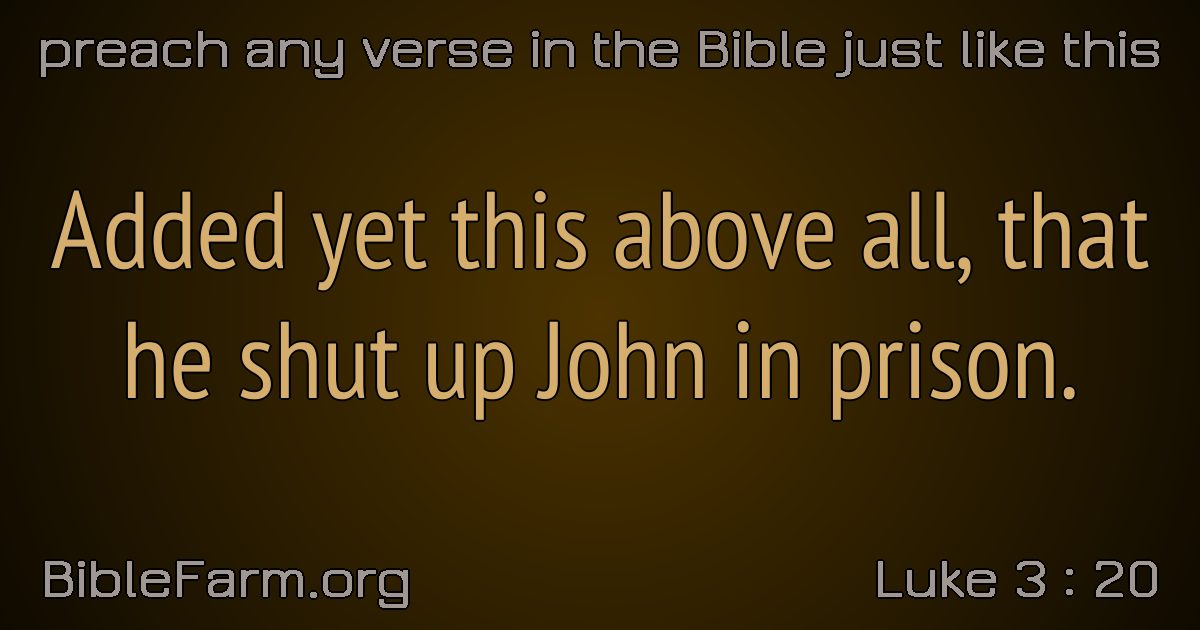 preach any verse in the Bible just like this
Added yet this above all, that
he shut up John in prison.
BibleFarm.org
Luke 3 : 20